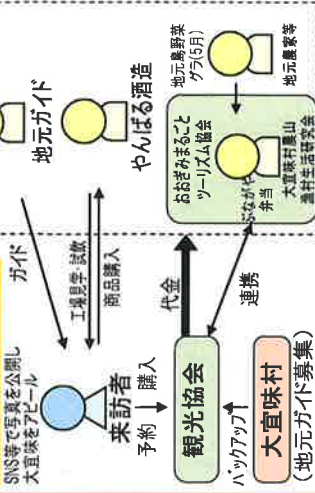 SNS等で写真を公開し
大宜味をアピール
ガイド
地元ガイド
来訪者
工場見学・試飲
商品購入
やんばる酒造
予約
購入
観光協会
代金
連携
バックアップ
大宜味村
(地元ガイド募集)
おおぎみまるごと
ツーリズム協会
ぶながや
弁当
大宜味村農山
漁村生活研究会
地元島野菜
グラ(5月)
地元農家等